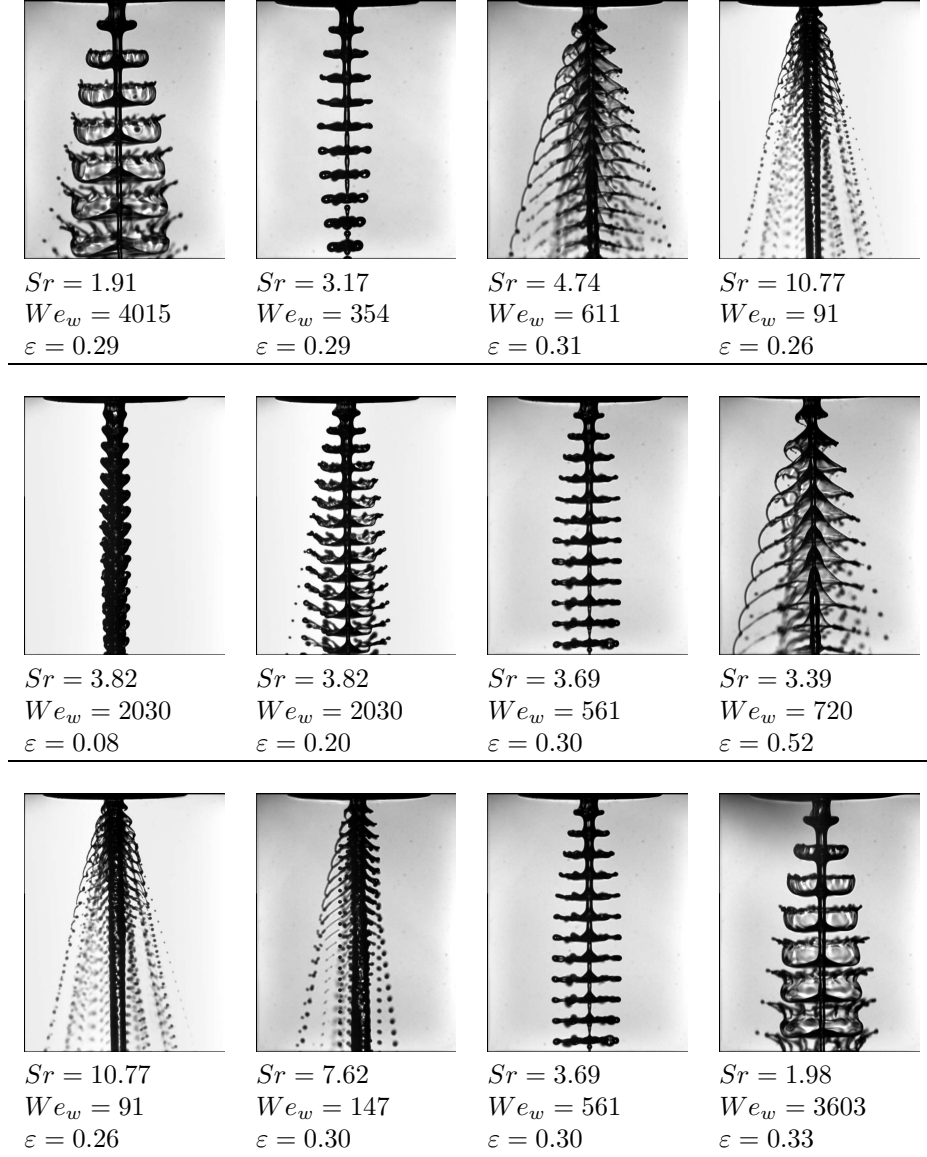 Sr = 1.91
We_w = 4015
ε = 0.29
Sr = 3.17
We_w = 354
ε = 0.29
Sr = 4.74
We_w = 611
ε = 0.31
Sr = 10.77
We_w = 91
ε = 0.26
Sr = 3.82
We_w = 2030
ε = 0.08
Sr = 3.82
We_w = 2030
ε = 0.20
Sr = 3.69
We_w = 561
ε = 0.30
Sr = 3.39
We_w = 720
ε = 0.52
Sr = 10.77
We_w = 91
ε = 0.26
Sr = 7.62
We_w = 147
ε = 0.30
Sr = 3.69
We_w = 561
ε = 0.30
Sr = 1.98
We_w = 3603
ε = 0.33